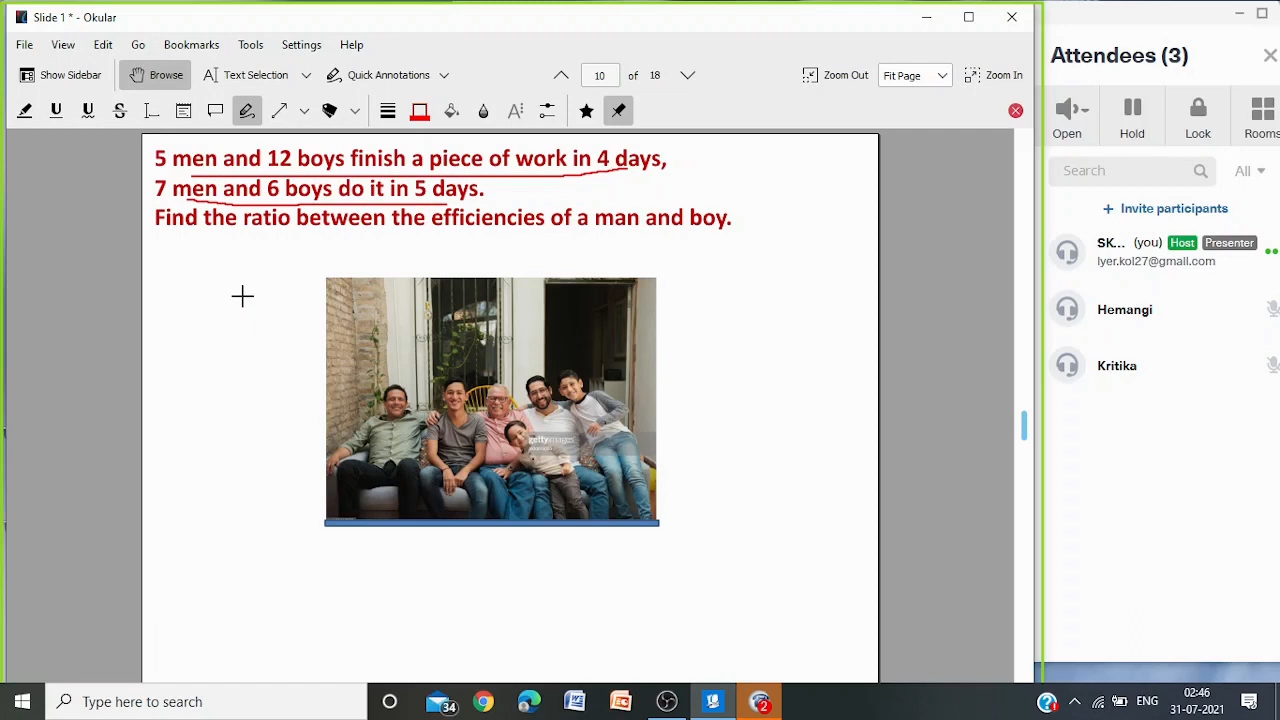 Slide 1 * - Okular
File View Edit Go Bookmarks Tools Settings Help
Show Sidebar Browse Text Selection Quick Annotations 10 of 18 Zoom Out Fit Page Zoom In
5 men and 12 boys finish a piece of work in 4 days,
7 men and 6 boys do it in 5 days.
Find the ratio between the efficiencies of a man and boy.
gettyimages
Attendees (3)
Open Hold Lock Rooms
Search All
+ Invite participants
SK... (you) Host Presenter
lyer.kol27@gmail.com
Hemangi
Kritika
Type here to search
34
2
ENG
02:46
31-07-2021